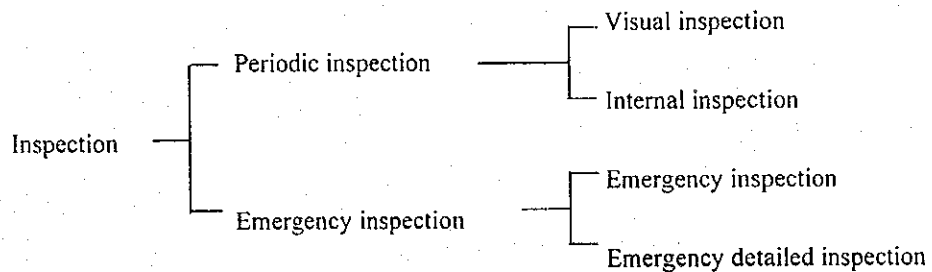 Visual inspection
Periodic inspection
Internal inspection
Inspection
Emergency inspection
Emergency inspection
Emergency detailed inspection